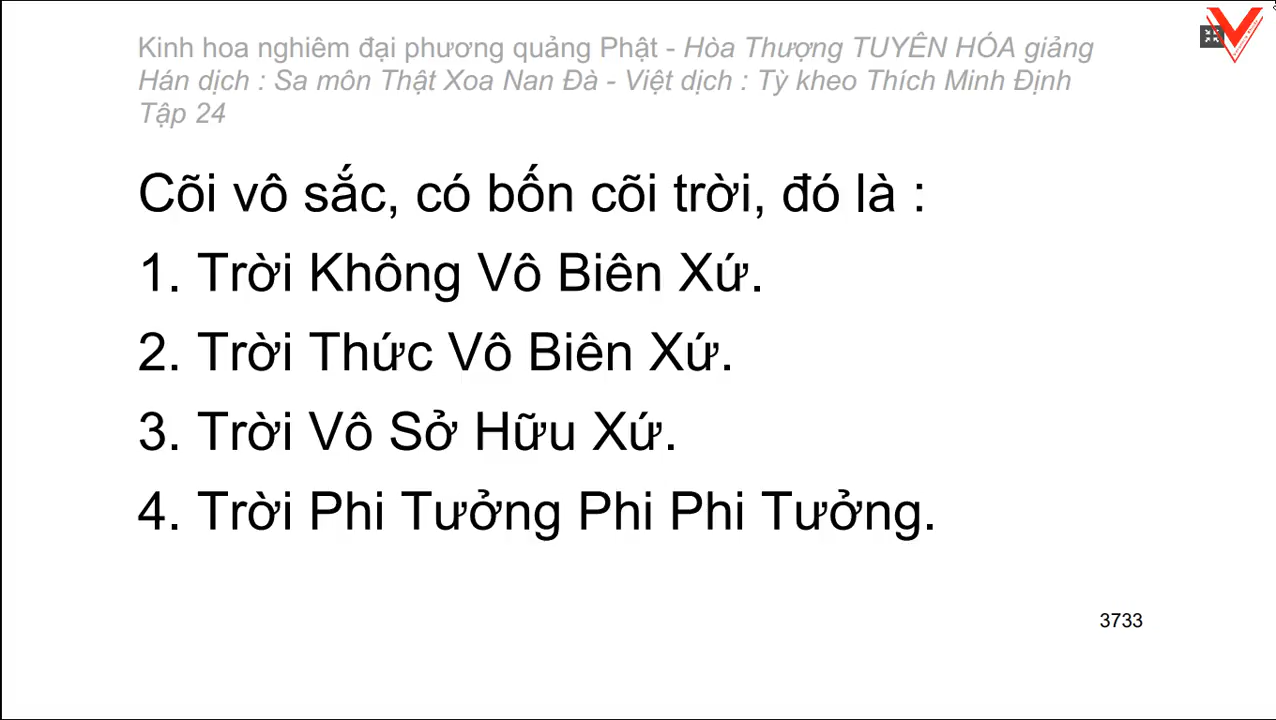 Kinh hoa nghiêm đại phương quảng Phật - Hòa Thượng TUYÊN HÓA giảng
Hán dịch : Sa môn Thật Xoa Nan Đà - Việt dịch : Tỳ kheo Thích Minh Định
Tập 24
Cõi vô sắc, có bốn cõi trời, đó là :
1. Trời Không Vô Biên Xứ.
2. Trời Thức Vô Biên Xứ.
3. Trời Vô Sở Hữu Xứ.
4. Trời Phi Tưởng Phi Phi Tưởng.
3733